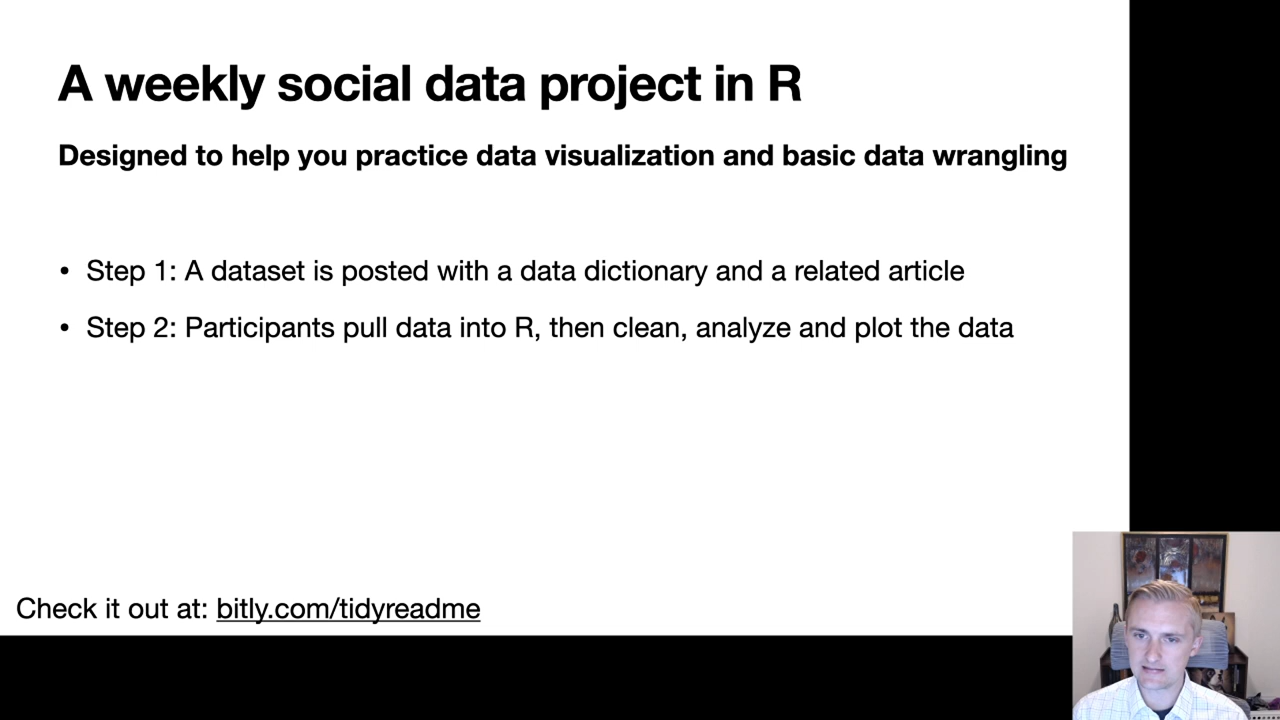 A weekly social data project in R
Designed to help you practice data visualization and basic data wrangling
• Step 1: A dataset is posted with a data dictionary and a related article
• Step 2: Participants pull data into R, then clean, analyze and plot the data
Check it out at: bitly.com/tidyreadme